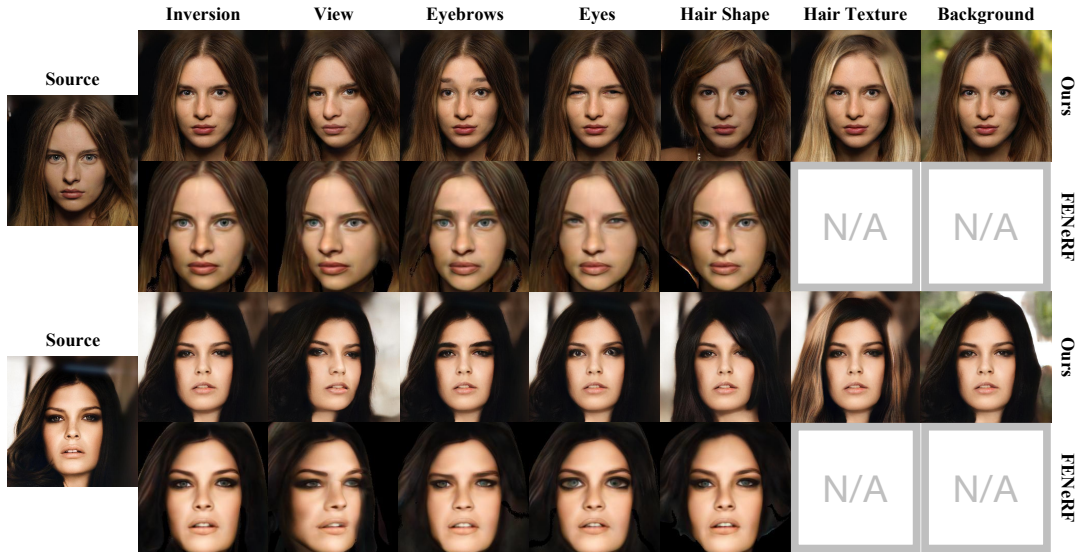 Inversion View Eyebrows Eyes Hair Shape Hair Texture Background
Source
Ours
N/A N/A
FENeRF
Source
Ours
N/A N/A
FENeRF